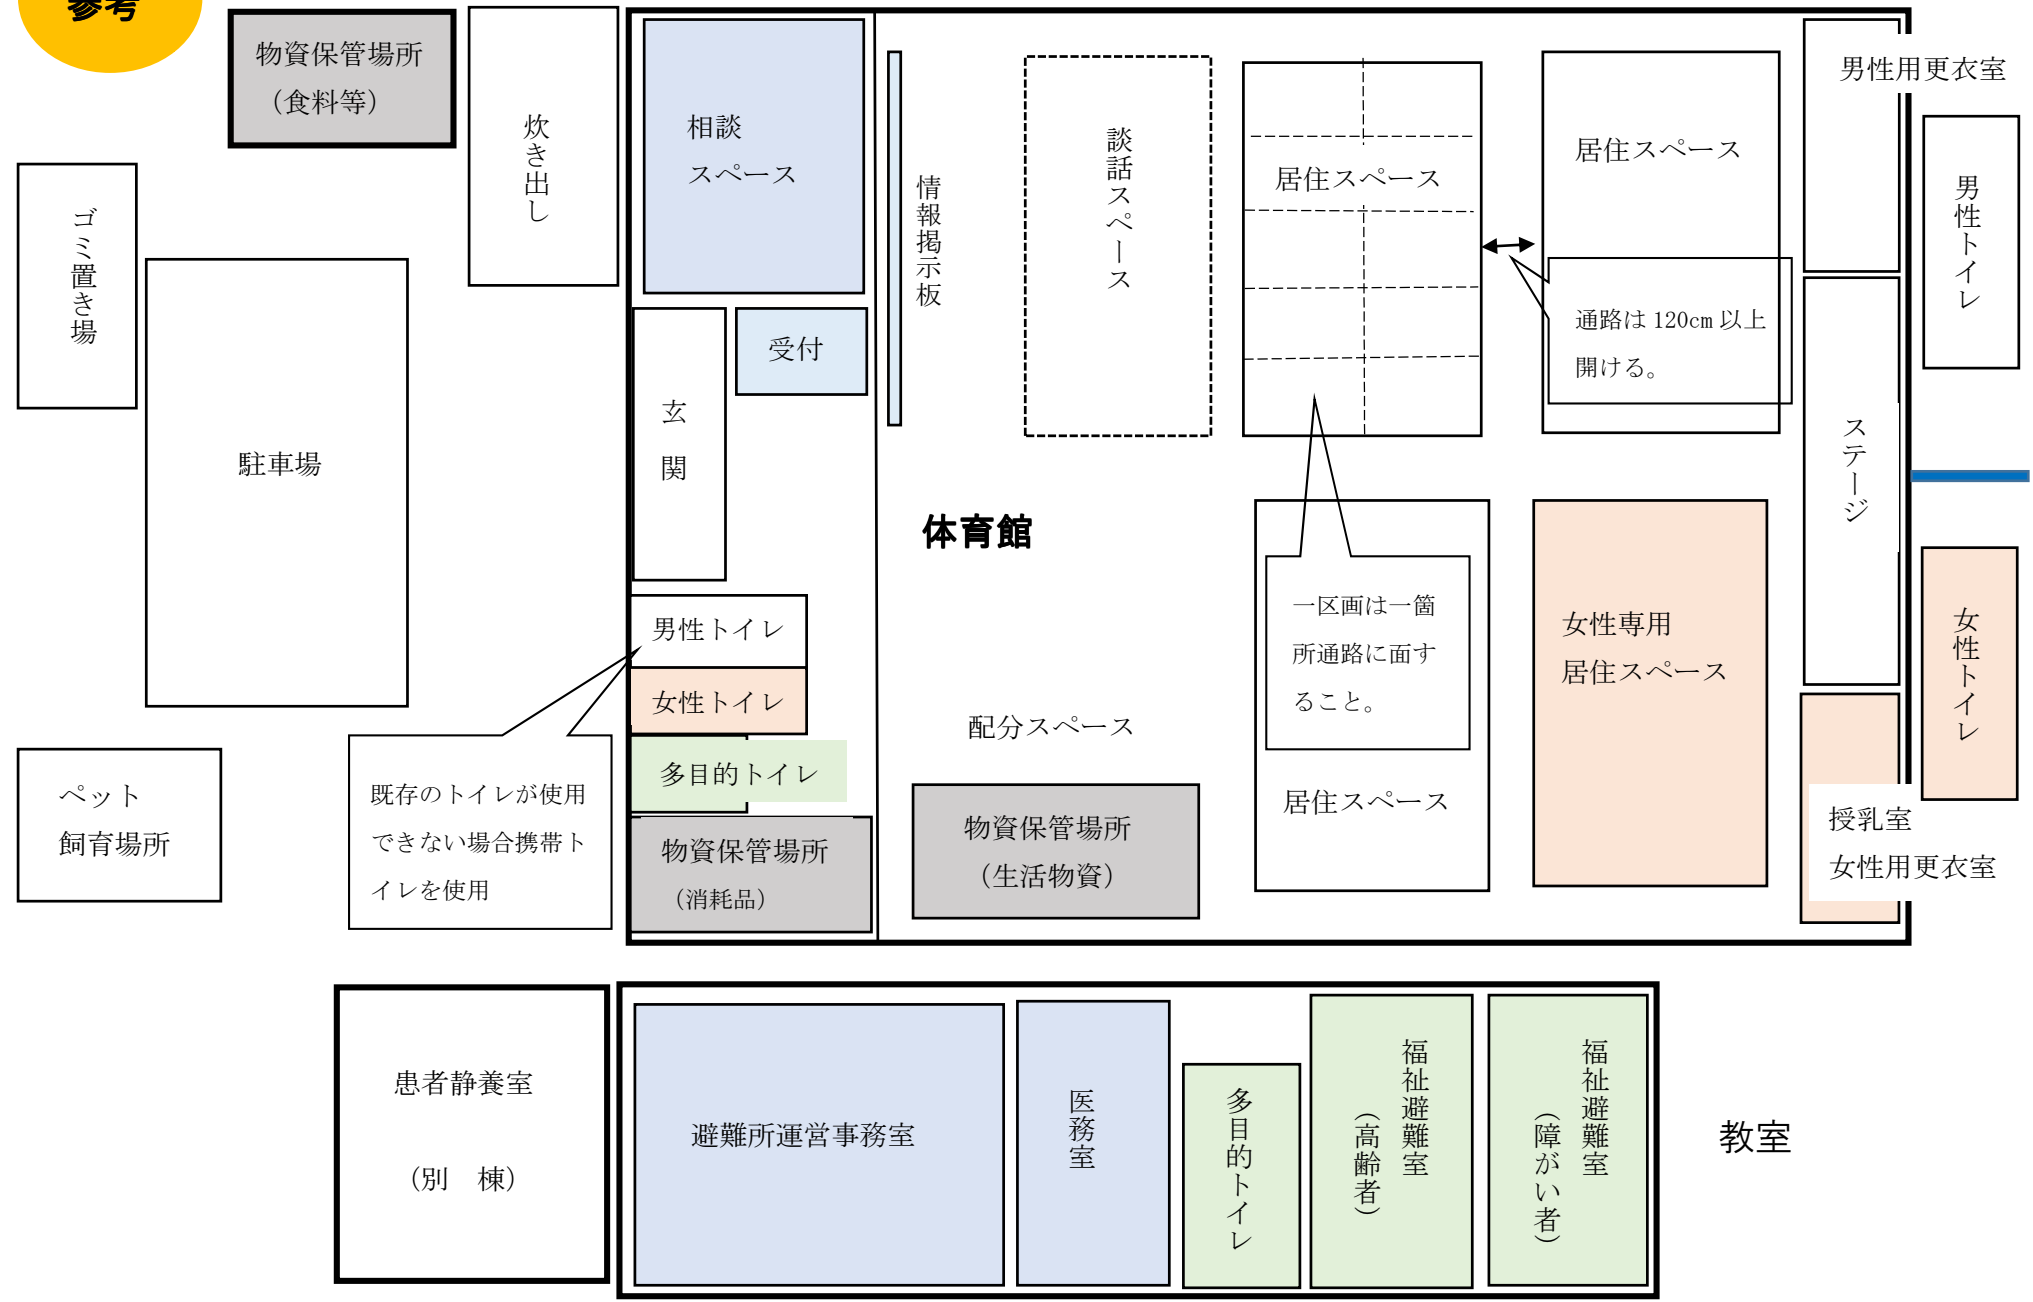 参考
物資保管場所
（食料等）
炊き出し
ゴミ置き場
駐車場
ペット
飼育場所
相談
スペース
受付
玄
関
情報掲示板
談話スペース
居住スペース
居住スペース
通路は 120cm 以上
開ける。
男性用更衣室
男性トイレ
ステージ
体育館
男性トイレ
女性トイレ
多目的トイレ
既存のトイレが使用
できない場合携帯ト
イレを使用
物資保管場所
（消耗品）
配分スペース
物資保管場所
（生活物資）
一区画は一箇
所通路に面す
ること。
居住スペース
女性専用
居住スペース
女性トイレ
授乳室
女性用更衣室
患者静養室
（別　棟）
避難所運営事務室
医務室
多目的トイレ
福祉避難室
（高齢者）
福祉避難室
（障がい者）
教室